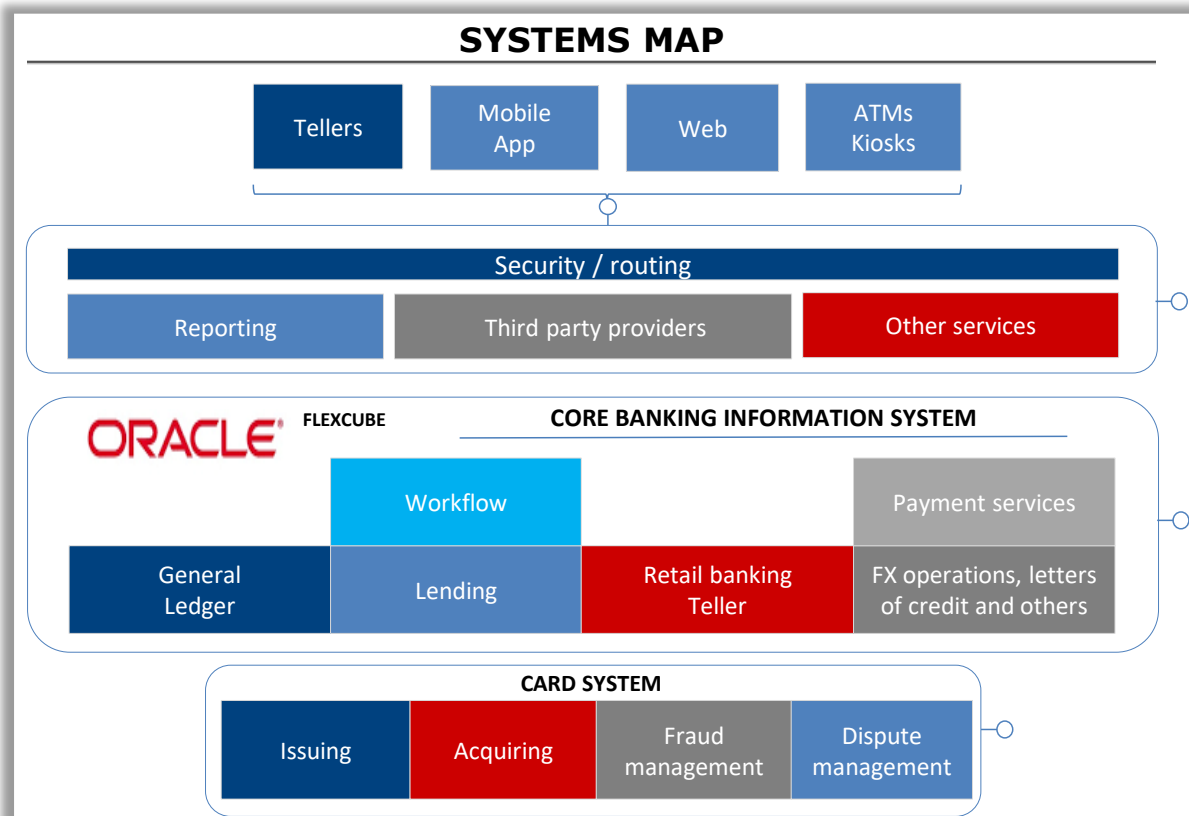 SYSTEMS MAP
Tellers
Mobile
App
Web
ATMs
Kiosks
Security / routing
Reporting
Third party providers
Other services
ORACLE®
FLEXCUBE
CORE BANKING INFORMATION SYSTEM
Workflow
Payment services
General
Ledger
Lending
Retail banking
Teller
FX operations, letters
of credit and others
CARD SYSTEM
Issuing
Acquiring
Fraud
management
Dispute
management